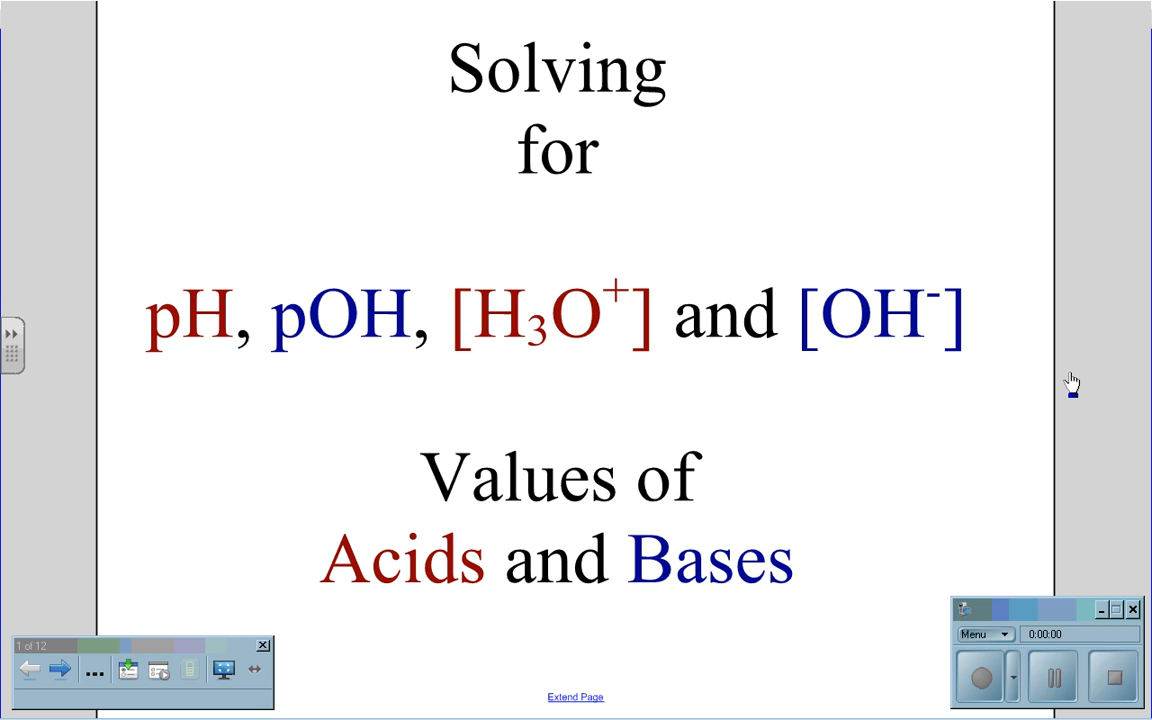 Solving
for
pH, pOH, [H₃O⁺] and [OH⁻]
Values of
Acids and Bases
1 of 12
Menu
0:00:00
Extend Page